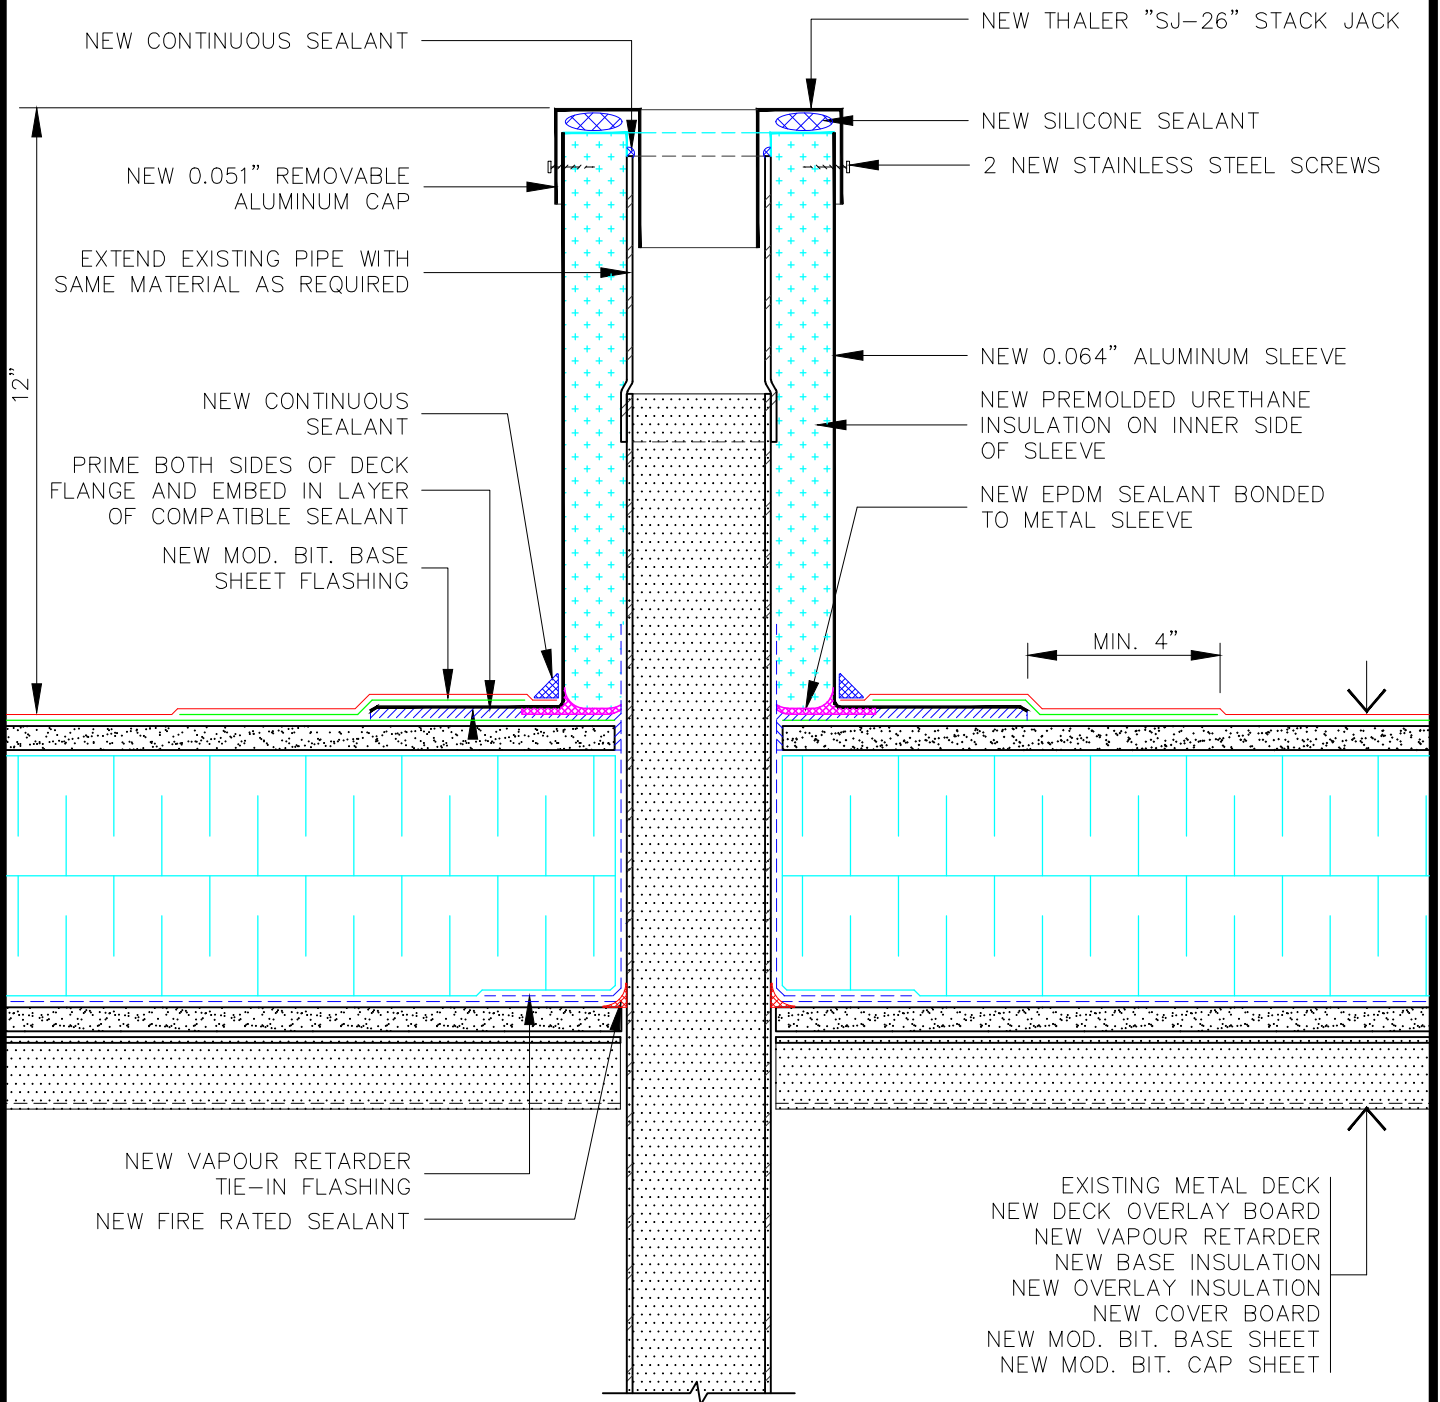 NEW CONTINUOUS SEALANT
NEW THALER ”SJ–26” STACK JACK
NEW SILICONE SEALANT
2 NEW STAINLESS STEEL SCREWS
NEW 0.051” REMOVABLE
ALUMINUM CAP
EXTEND EXISTING PIPE WITH
SAME MATERIAL AS REQUIRED
12”
NEW 0.064” ALUMINUM SLEEVE
NEW CONTINUOUS
SEALANT
NEW PREMOLDED URETHANE
INSULATION ON INNER SIDE
OF SLEEVE
PRIME BOTH SIDES OF DECK
FLANGE AND EMBED IN LAYER
OF COMPATIBLE SEALANT
NEW EPDM SEALANT BONDED
TO METAL SLEEVE
NEW MOD. BIT. BASE
SHEET FLASHING
MIN. 4”
NEW VAPOUR RETARDER
TIE–IN FLASHING
NEW FIRE RATED SEALANT
EXISTING METAL DECK
NEW DECK OVERLAY BOARD
NEW VAPOUR RETARDER
NEW BASE INSULATION
NEW OVERLAY INSULATION
NEW COVER BOARD
NEW MOD. BIT. BASE SHEET
NEW MOD. BIT. CAP SHEET